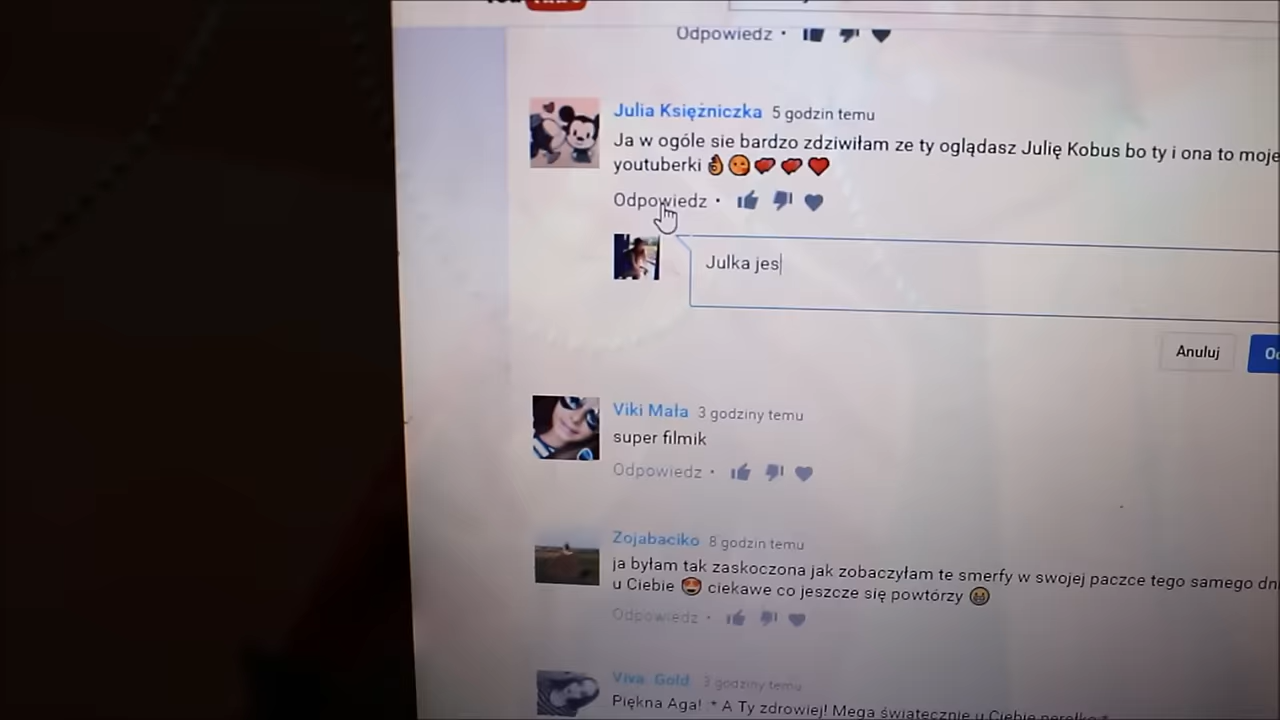 Odpowiedz •
Julia Księżniczka 5 godzin temu
Ja w ogóle sie bardzo zdziwiłam ze ty oglądasz Julię Kobus bo ty i ona to moje
youtuberki
Odpowiedz •
Julka jes
Anuluj
Viki Mała 3 godziny temu
super filmik
Odpowiedz •
Zojabaciko 8 godzin temu
ja byłam tak zaskoczona jak zobaczyłam te smerfy w swojej paczce tego samego
u Ciebie ciekawe co jeszcze się powtórzy
Odpowiedz •
Viva Gold 3 godziny temu
Piękna Aga! * A Ty zdrowiej! Mega świątecznie u Ciebie perełko *